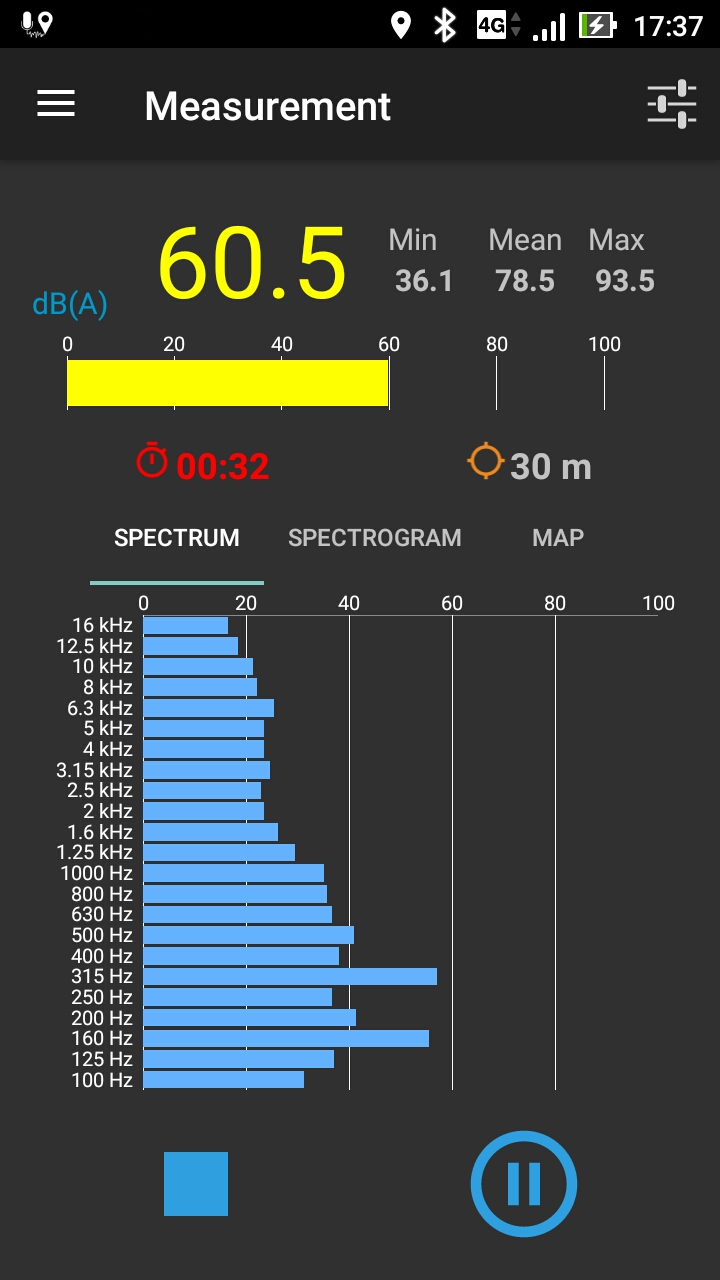 4G 17:37
Measurement
60.5
Min Mean Max
36.1 78.5 93.5
dB(A)
0 20 40 60 80 100
00:32 30 m
SPECTRUM SPECTROGRAM MAP
0 20 40 60 80 100
16 kHz
12.5 kHz
10 kHz
8 kHz
6.3 kHz
5 kHz
4 kHz
3.15 kHz
2.5 kHz
2 kHz
1.6 kHz
1.25 kHz
1000 Hz
800 Hz
630 Hz
500 Hz
400 Hz
315 Hz
250 Hz
200 Hz
160 Hz
125 Hz
100 Hz